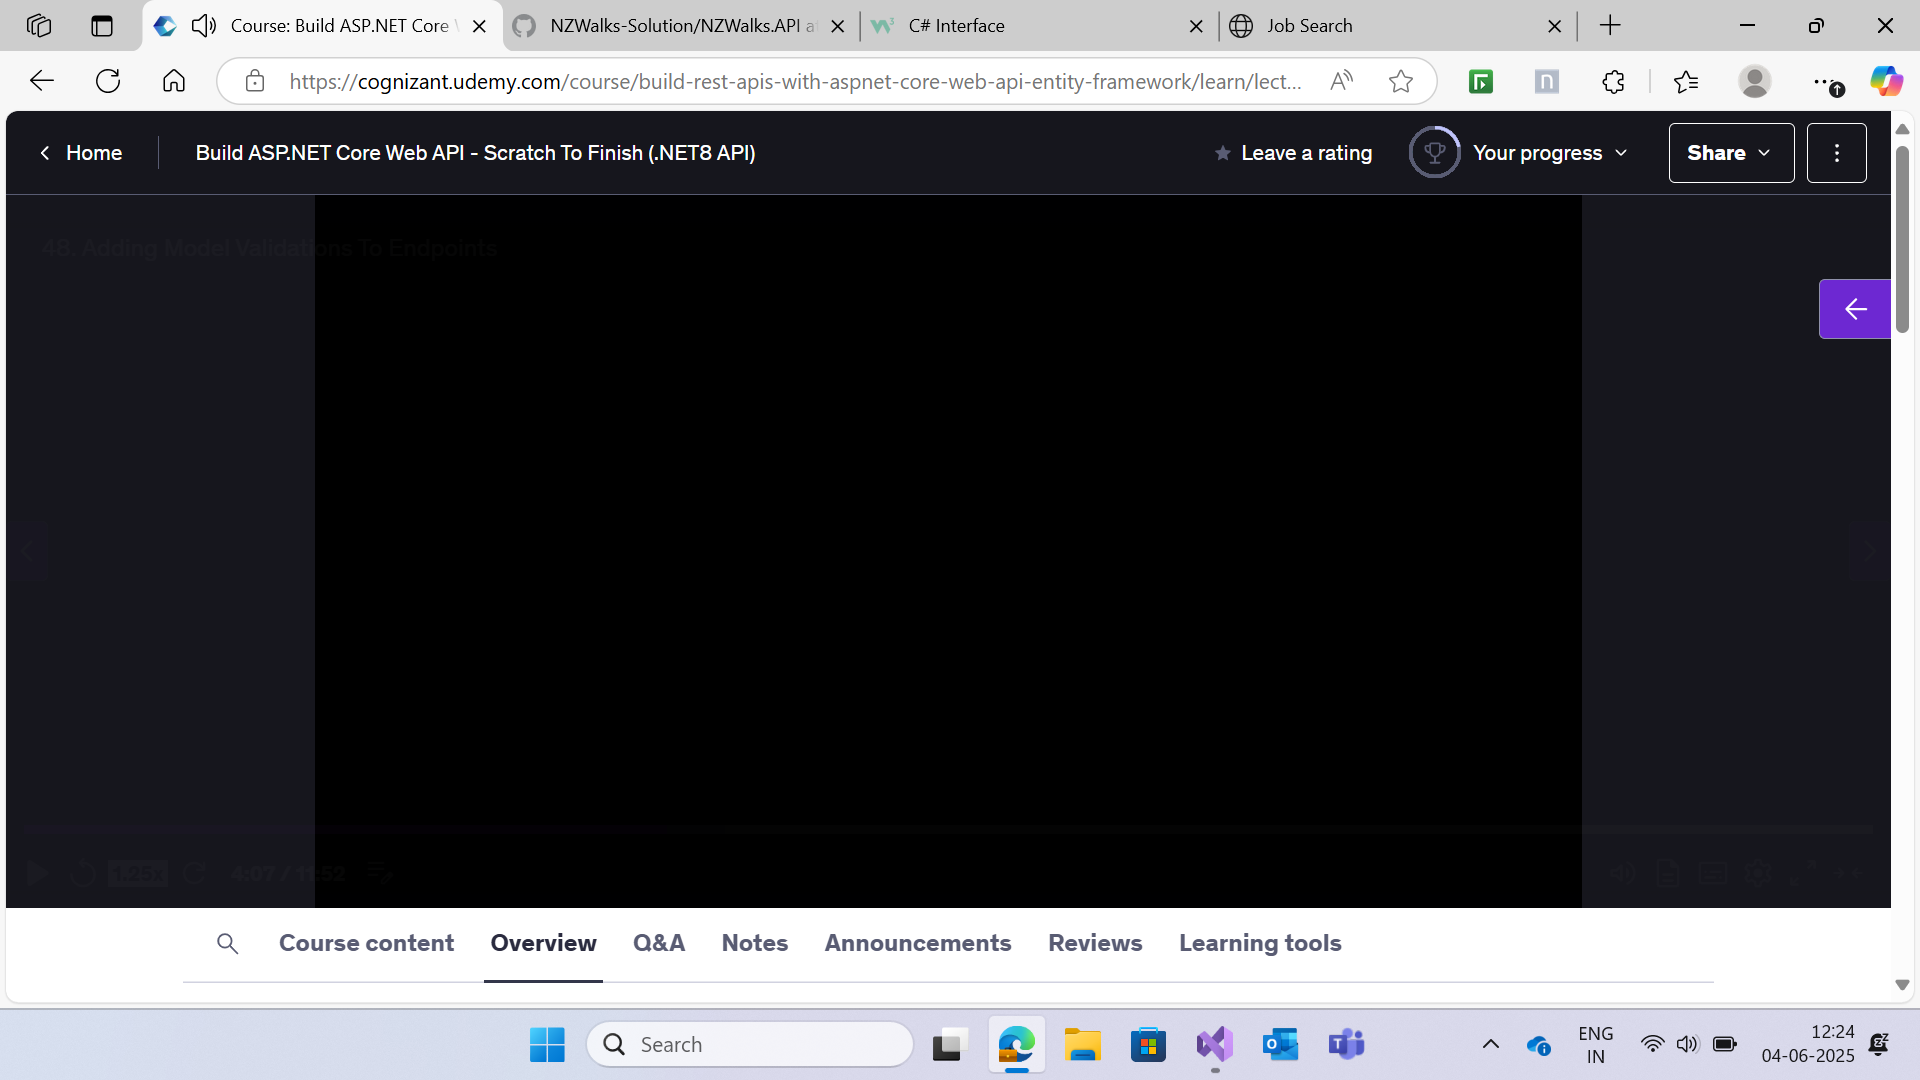 Course: Build ASP.NET Core
NZWalks-Solution/NZWalks.API a
C# Interface
Job Search
https://cognizant.udemy.com/course/build-rest-apis-with-aspnet-core-web-api-entity-framework/learn/lect...
Home
Build ASP.NET Core Web API - Scratch To Finish (.NET8 API)
Leave a rating
Your progress
Share
48. Adding Model Validations To Endpoints
1.25x
4:07 / 11:52
Course content
Overview
Q&A
Notes
Announcements
Reviews
Learning tools
Search
ENG
IN
12:24
04-06-2025